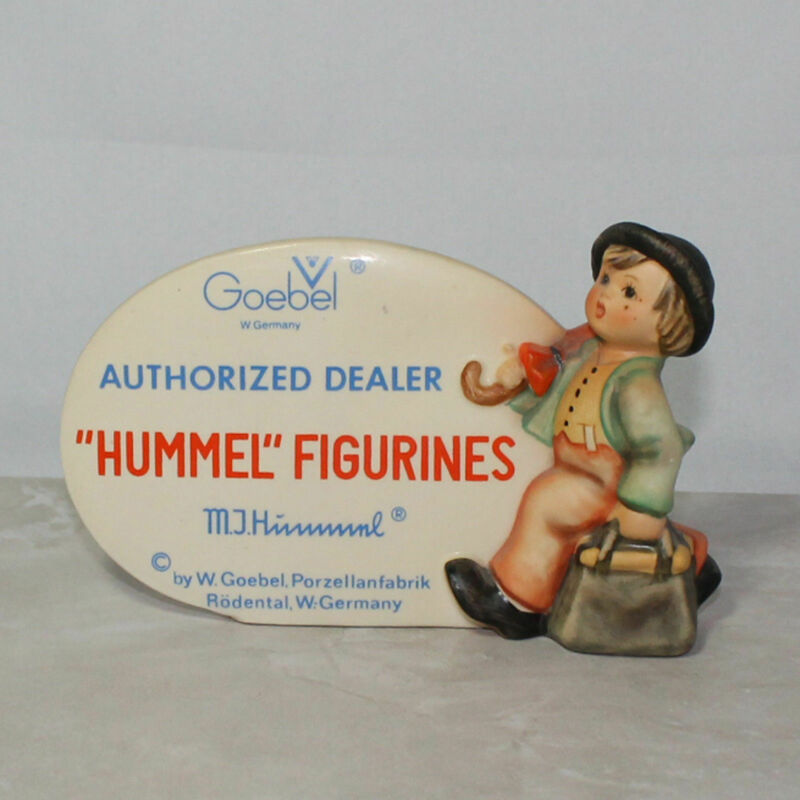 Goebel ®
W. Germany
AUTHORIZED DEALER
"HUMMEL" FIGURINES
M.J.Hummel ®
© by W. Goebel, Porzellanfabrik
Rödental, W.-Germany